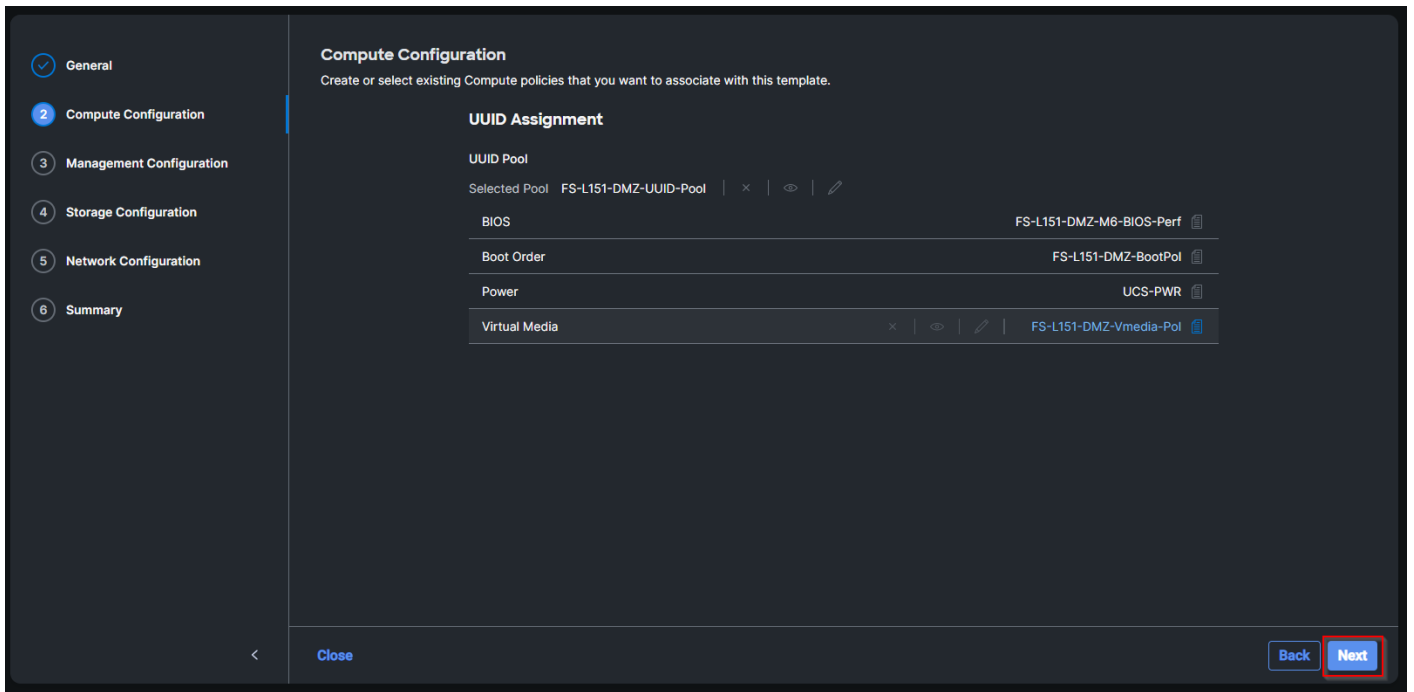 General
2 Compute Configuration
3 Management Configuration
4 Storage Configuration
5 Network Configuration
6 Summary
Compute Configuration
Create or select existing Compute policies that you want to associate with this template.
UUID Assignment
UUID Pool
Selected Pool FS-L151-DMZ-UUID-Pool
BIOS FS-L151-DMZ-M6-BIOS-Perf
Boot Order FS-L151-DMZ-BootPol
Power UCS-PWR
Virtual Media FS-L151-DMZ-Vmedia-Pol
Close Back Next